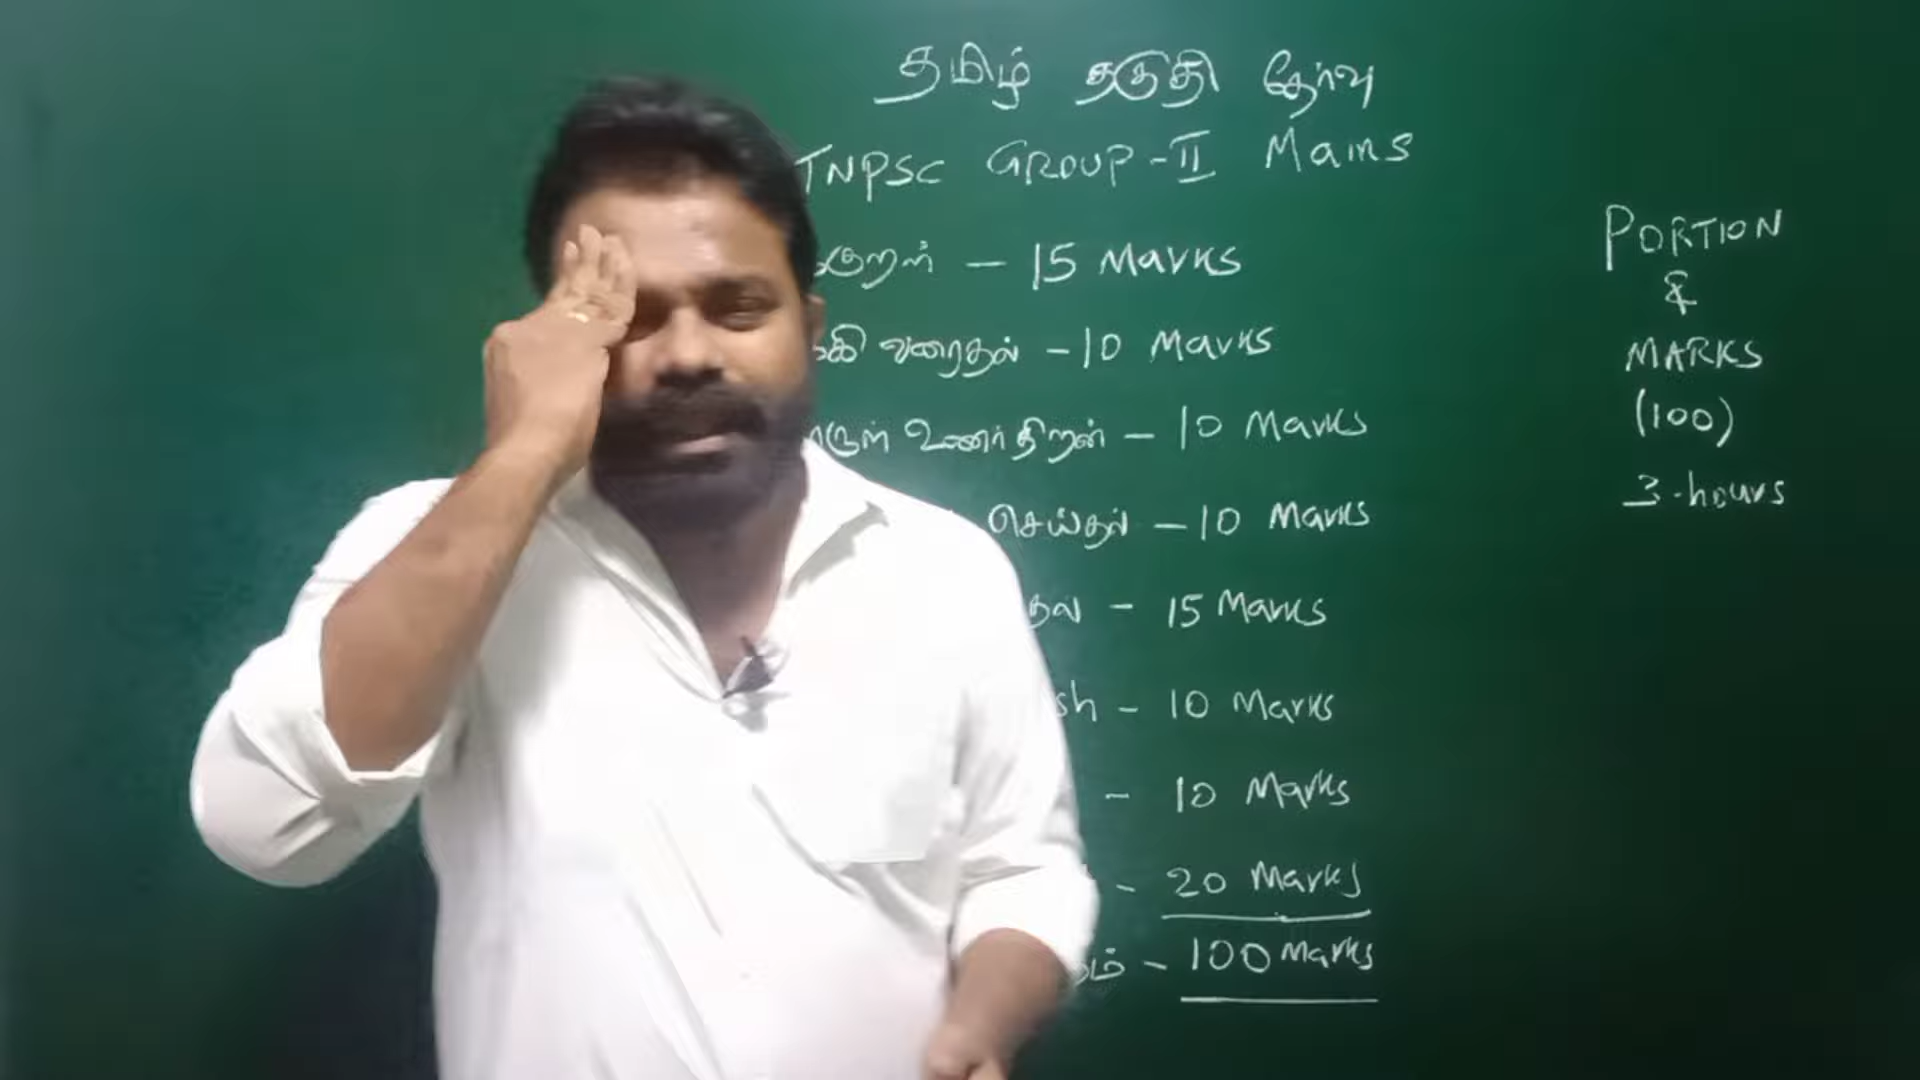 தமிழ் தகுதி தேர்வு
TNPSC GROUP-II Mains
குறள் – 15 Marks
கி வரைதல் – 10 Marks
ருள் உணர்திறன் – 10 Marks
செய்தல் – 10 Marks
தல் – 15 Marks
sh – 10 Marks
– 10 Marks
– 20 Marks
– 100 Marks
PORTION
&
MARKS
(100)
3-hours